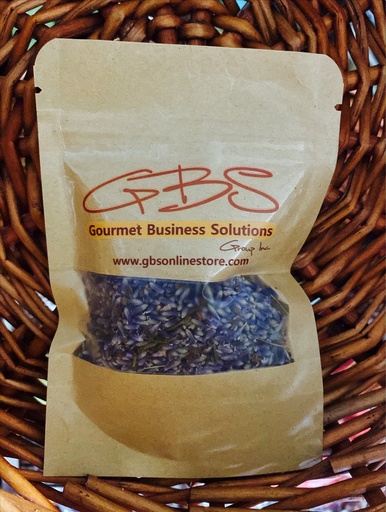 GBS
Gourmet Business Solutions
Group Inc
www.gbsonlinestore.com